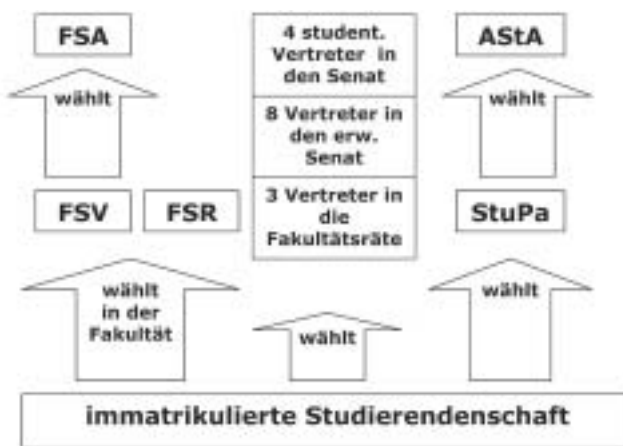 FSA
4 student.
Vertreter in
den Senat
AStA
wählt
8 Vertreter in
den erw.
Senat
wählt
FSV
FSR
3 Vertreter in
die
Fakultätsräte
StuPa
wählt
in der
Fakultät
wählt
wählt
immatrikulierte Studierendenschaft